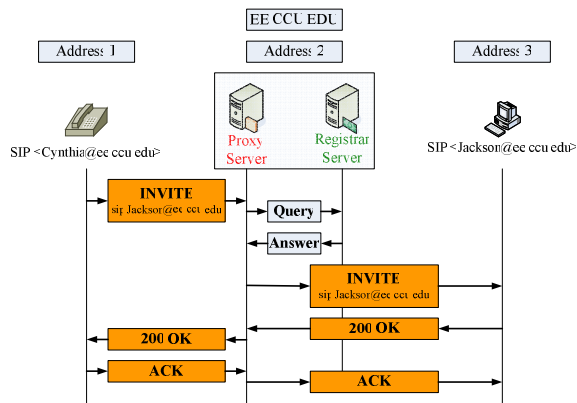 EE CCU EDU
Address 1
Address 2
Address 3
Proxy
Server
Registrar
Server
SIP <Cynthia@ee ccu edu>
SIP <Jackson@ee ccu edu>
INVITE
sip Jackson@ee ccu edu
Query
Answer
INVITE
sip Jackson@ee ccu edu
200 OK
200 OK
ACK
ACK